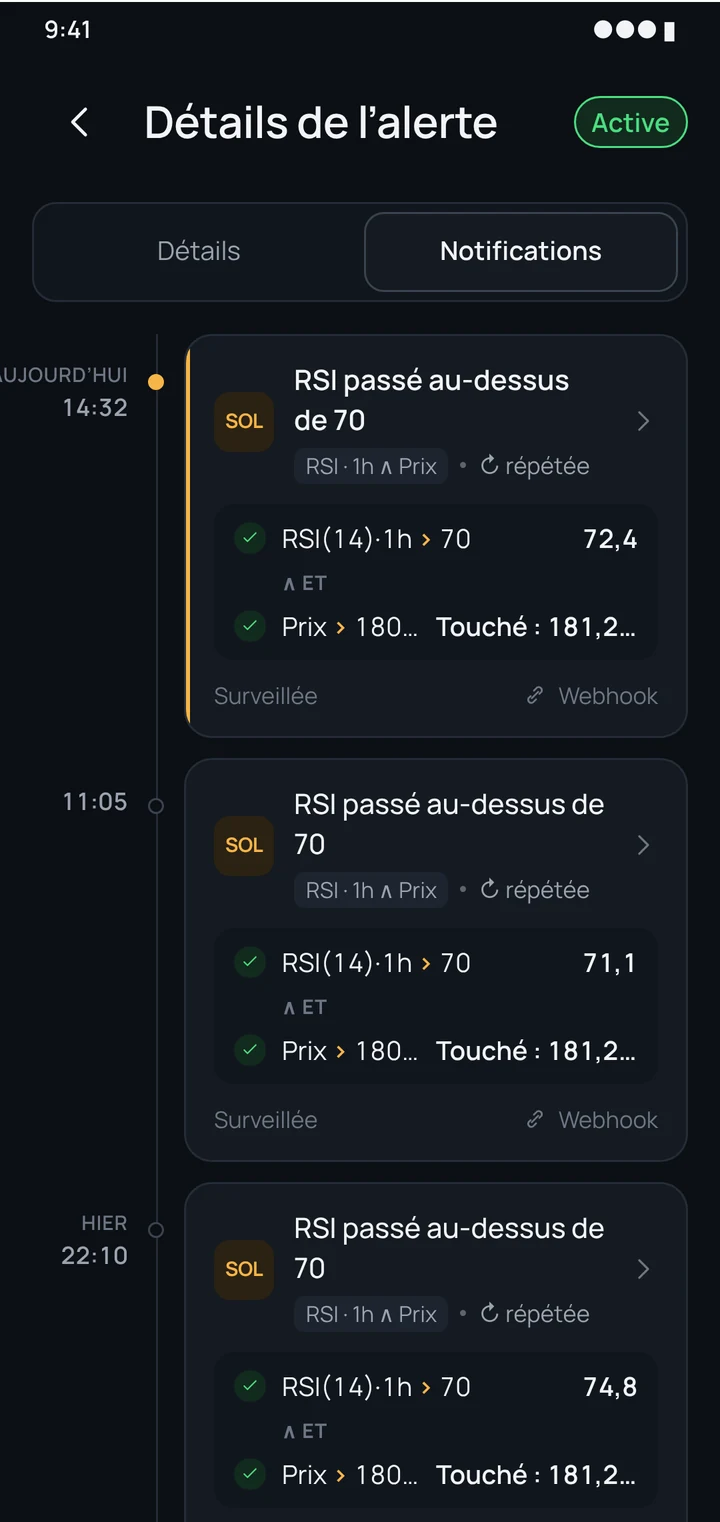 9:41
Détails de l’alerte
Active
Détails
Notifications
AUJOURD’HUI
14:32
SOL
RSI passé au-dessus
de 70
RSI · 1h ∧ Prix • ↻ répétée
RSI(14)·1h > 70 72,4
∧ ET
Prix > 180… Touché : 181,2…
Surveillée
Webhook
11:05
SOL
RSI passé au-dessus de
70
RSI · 1h ∧ Prix • ↻ répétée
RSI(14)·1h > 70 71,1
∧ ET
Prix > 180… Touché : 181,2…
Surveillée
Webhook
HIER
22:10
SOL
RSI passé au-dessus de
70
RSI · 1h ∧ Prix • ↻ répétée
RSI(14)·1h > 70 74,8
∧ ET
Prix > 180… Touché : 181,2…